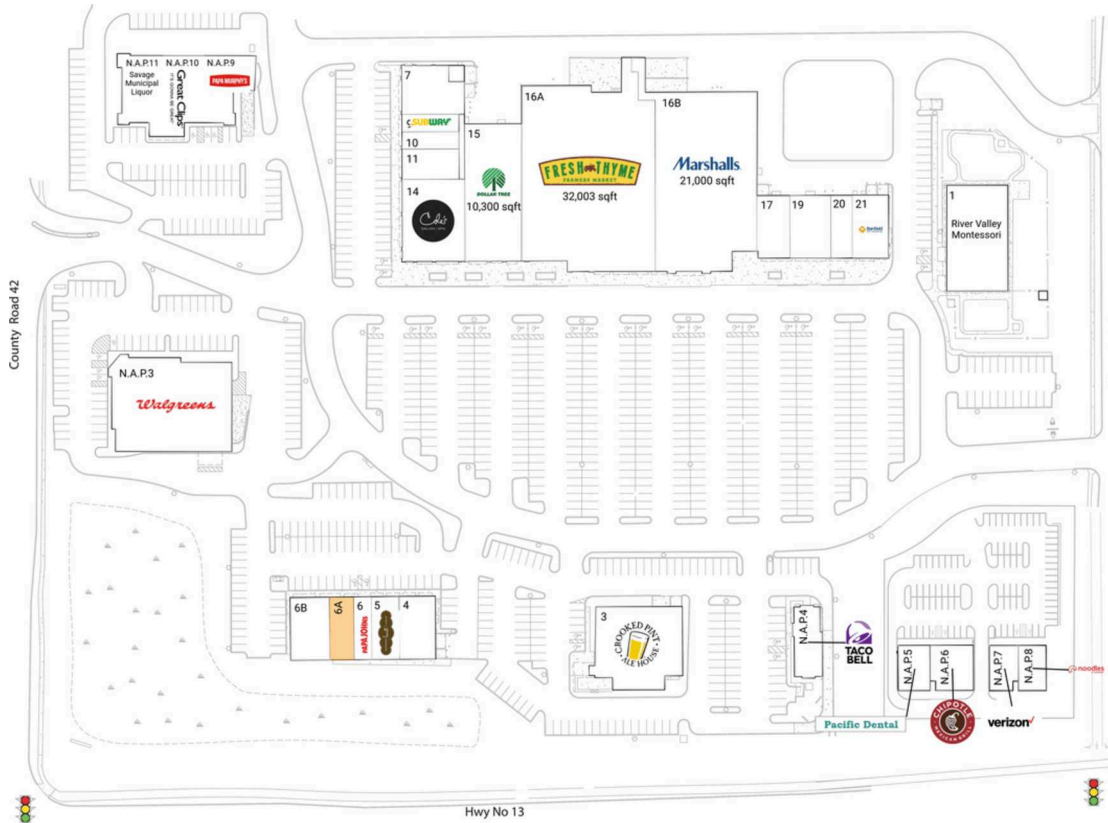 N.A.P.11 N.A.P.10 N.A.P.9
Savage
Municipal
Liquor
Great Clips
IT'S GONNA BE GREAT
PAPA MURPHY'S
7
SUBWAY
10
11
14
15
DOLLAR TREE
10,300 sqft
16A
FRESH THYME
FARMERS MARKET
32,003 sqft
16B
Marshalls
21,000 sqft
17
19
20
21
1
River Valley
Montessori
County Road 42
N.A.P.3
Walgreens
6B
6A
6
PAPA JOHNS
5
4
3
CROOKED PINT
ALE HOUSE
N.A.P.4
TACO
BELL
N.A.P.5
N.A.P.6
N.A.P.7
N.A.P.8
noodles
Pacific Dental
CHIPOTLE
MEXICAN GRILL
verizon
Hwy No 13